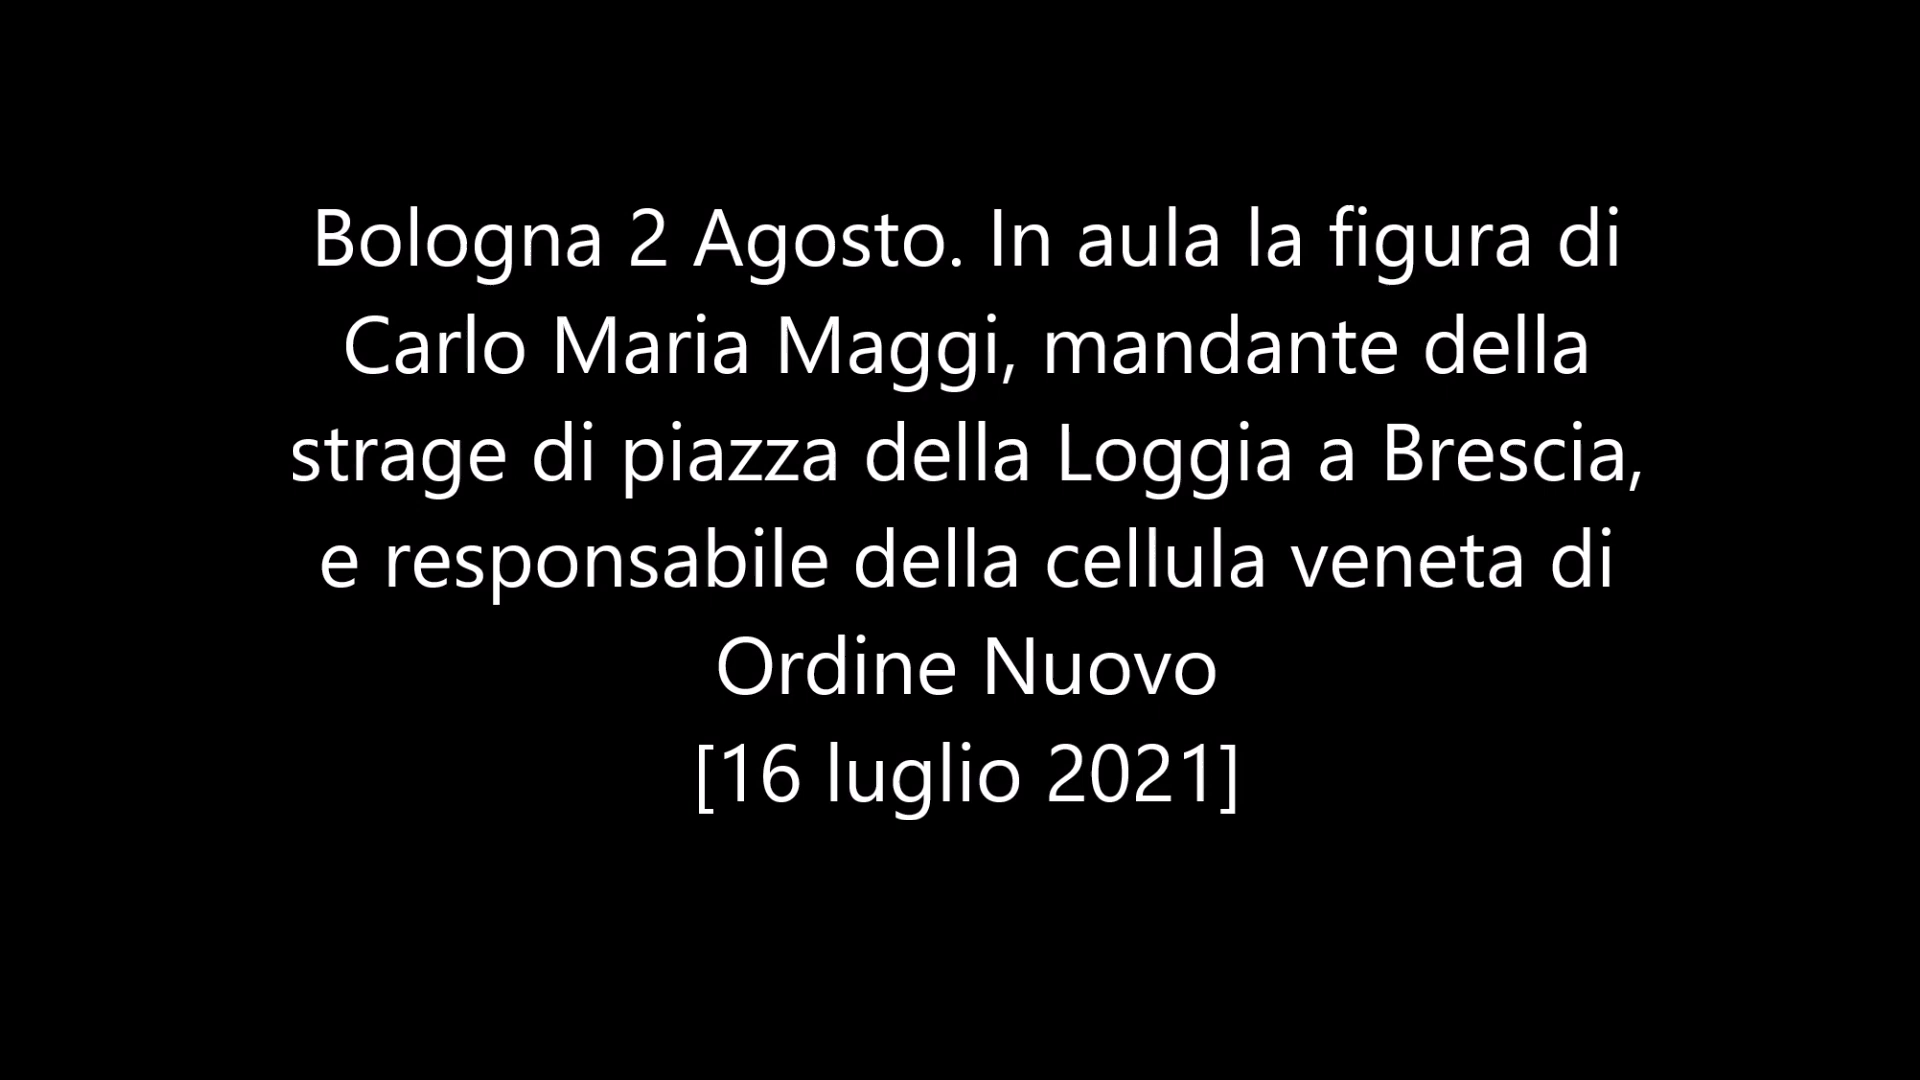 Bologna 2 Agosto. In aula la figura di
Carlo Maria Maggi, mandante della
strage di piazza della Loggia a Brescia,
e responsabile della cellula veneta di
Ordine Nuovo
[16 luglio 2021]